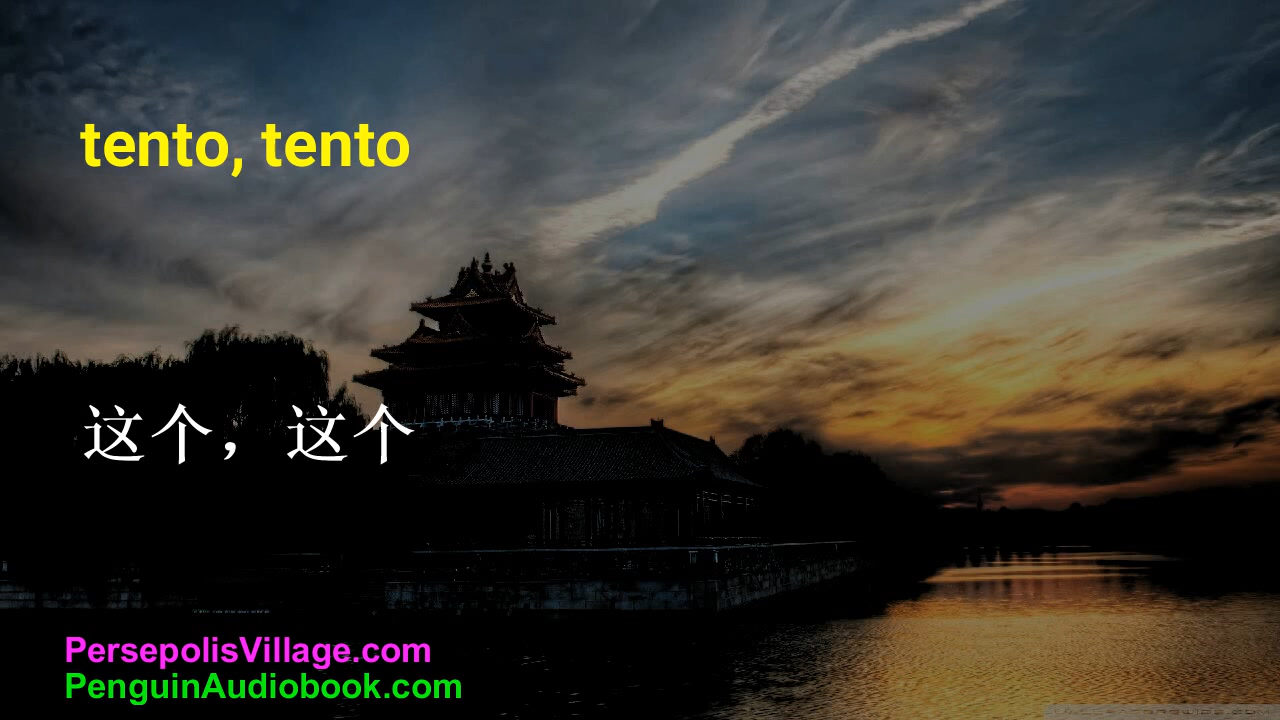 tento, tento
这个，这个
PersepolisVillage.com
PenguinAudiobook.com